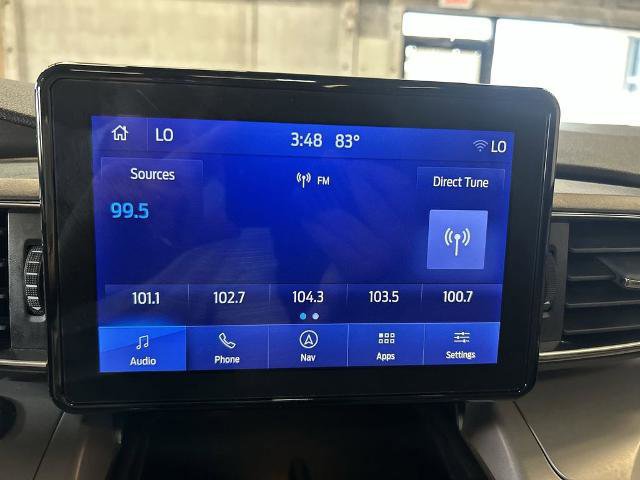 LO 3:48 83° LO
Sources FM Direct Tune
99.5
101.1 102.7 104.3 103.5 100.7
Audio Phone Nav Apps Settings